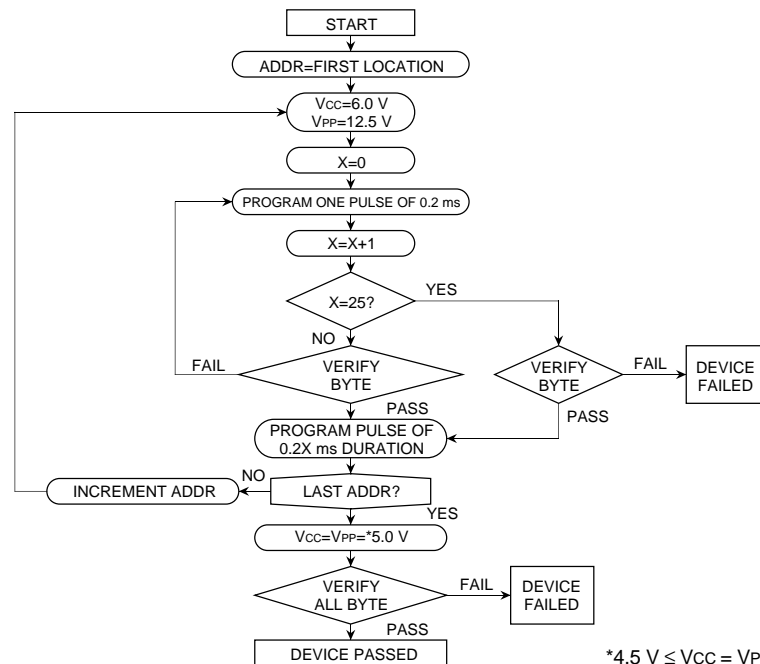 START
ADDR=FIRST LOCATION
VCC=6.0 V
VPP=12.5 V
X=0
PROGRAM ONE PULSE OF 0.2 ms
X=X+1
X=25?
YES
NO
FAIL
VERIFY
BYTE
PASS
VERIFY
BYTE
FAIL
DEVICE
FAILED
PASS
PROGRAM PULSE OF
0.2X ms DURATION
INCREMENT ADDR
NO
LAST ADDR?
YES
VCC=VPP=*5.0 V
VERIFY
ALL BYTE
FAIL
DEVICE
FAILED
PASS
DEVICE PASSED
*4.5 V ≤ VCC =